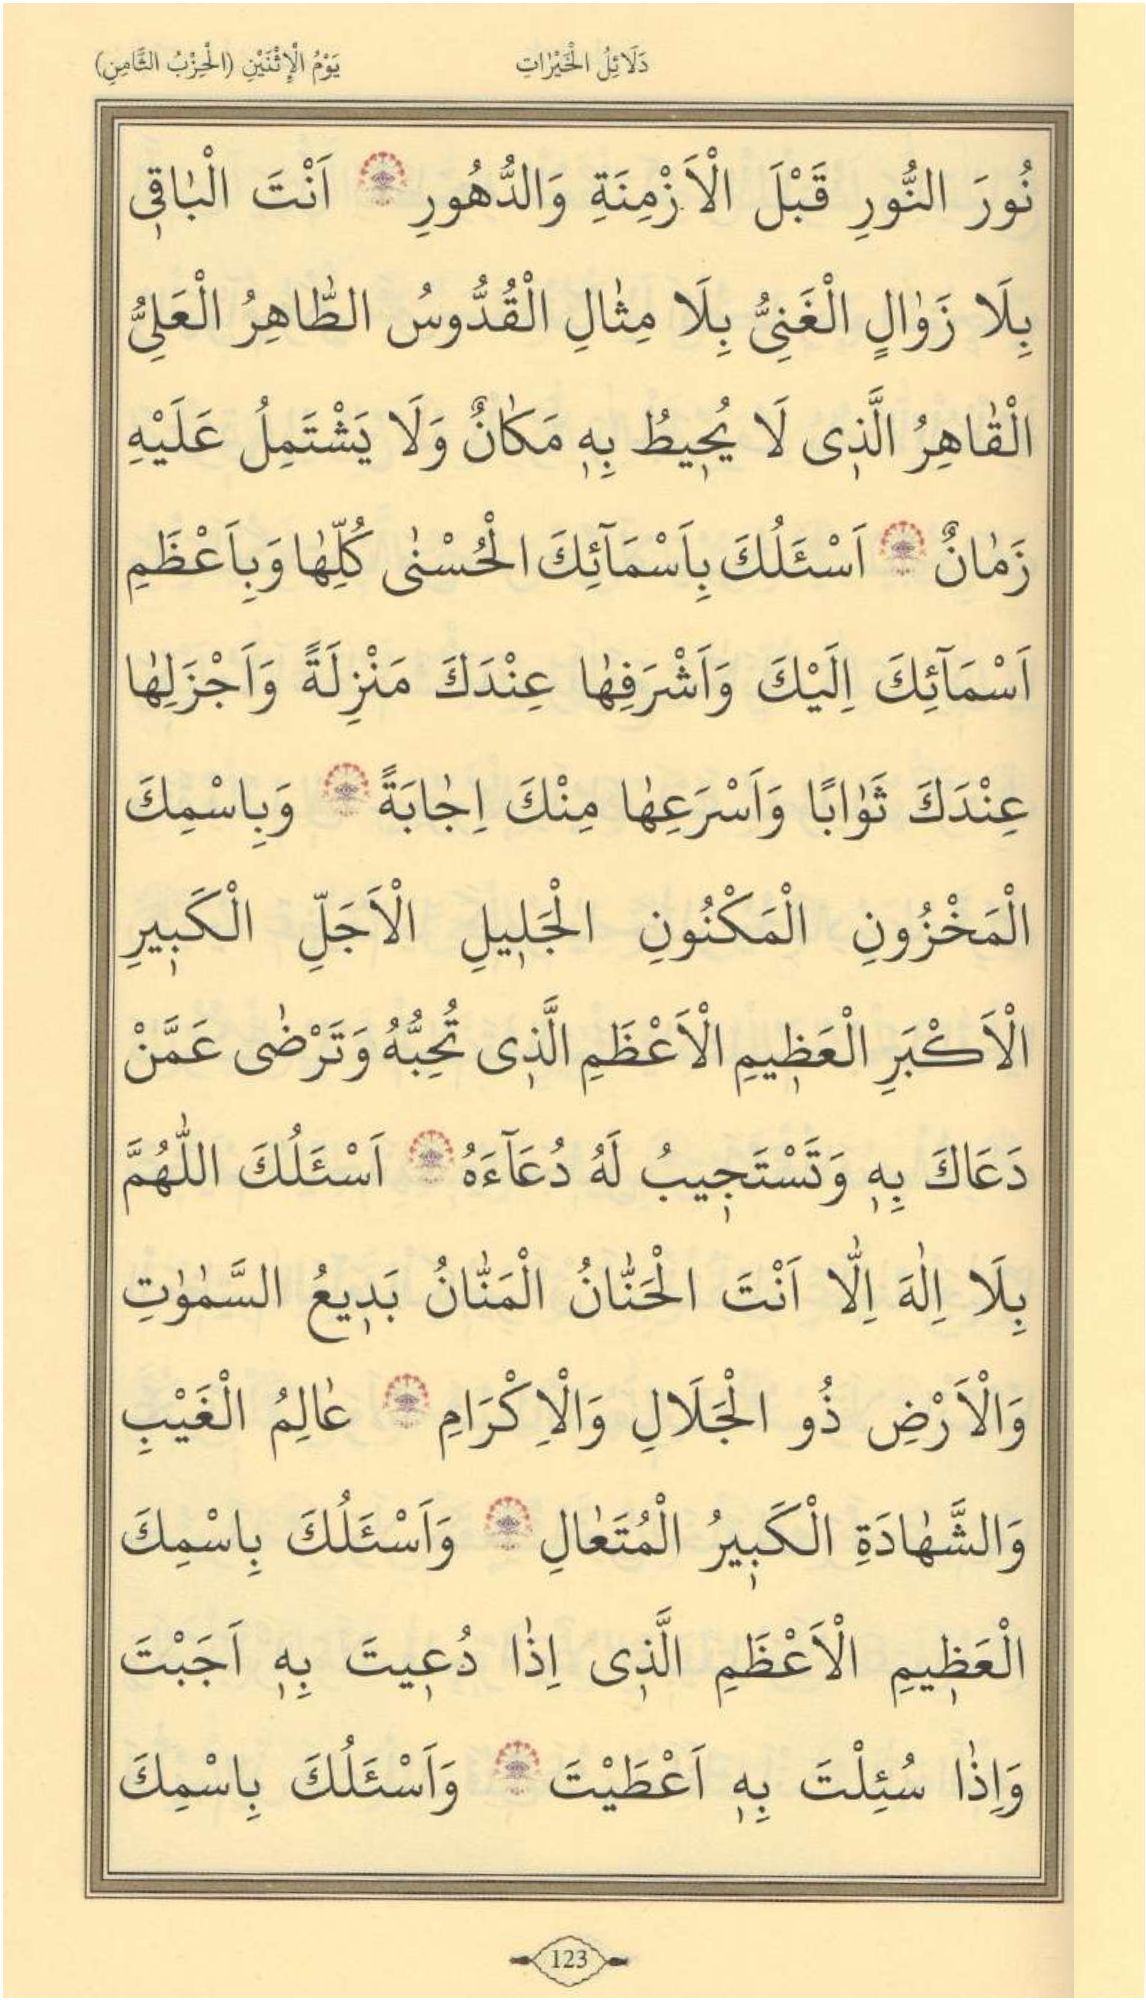 دَلَائِلُ الْخَيْرَاتِ
يَوْمُ الْإِثْنَيْنِ (الْحِزْبُ الثَّامِنِ)
نُورَ النُّورِ قَبْلَ الْاَزْمِنَةِ وَالدُّهُورِ اَنْتَ الْبٰاق۪ي
بِلَا زَوٰالٍ الْغَنِىُّ بِلَا مِثٰالِ الْقُدُّوسُ الطّٰاهِرُ الْعَلِىُّ
الْقٰاهِرُ الَّذ۪ى لَا يُح۪يطُ بِه۪ مَكٰانٌ وَلَا يَشْتَمِلُ عَلَيْهِ
زَمٰانٌ اَسْئَلُكَ بِاَسْمَآئِكَ الْحُسْنٰى كُلِّهٰا وَبِاَعْظَمِ
اَسْمَآئِكَ اِلَيْكَ وَاَشْرَفِهٰا عِنْدَكَ مَنْزِلَةً وَاَجْزَلِهٰا
عِنْدَكَ ثَوٰابًا وَاَسْرَعِهٰا مِنْكَ اِجٰابَةً وَبِاسْمِكَ
الْمَخْزُونِ الْمَكْنُونِ الْجَل۪يلِ الْاَجَلِّ الْكَب۪يرِ
الْاَكْبَرِ الْعَظ۪يمِ الْاَعْظَمِ الَّذ۪ى تُحِبُّهُ وَتَرْضٰى عَمَّنْ
دَعَاكَ بِه۪ وَتَسْتَج۪يبُ لَهُ دُعَآءَهُ اَسْئَلُكَ اللّٰهُمَّ
بِلَا اِلٰهَ اِلّٰا اَنْتَ الْحَنّٰانُ الْمَنّٰانُ بَد۪يعُ السَّمٰوٰتِ
وَالْاَرْضِ ذُو الْجَلَالِ وَالْاِكْرَامِ عٰالِمُ الْغَيْبِ
وَالشَّهٰادَةِ الْكَب۪يرُ الْمُتَعٰالِ وَاَسْئَلُكَ بِاسْمِكَ
الْعَظ۪يمِ الْاَعْظَمِ الَّذ۪ى اِذٰا دُع۪يتَ بِه۪ اَجَبْتَ
وَاِذٰا سُئِلْتَ بِه۪ اَعْطَيْتَ وَاَسْئَلُكَ بِاسْمِكَ
123